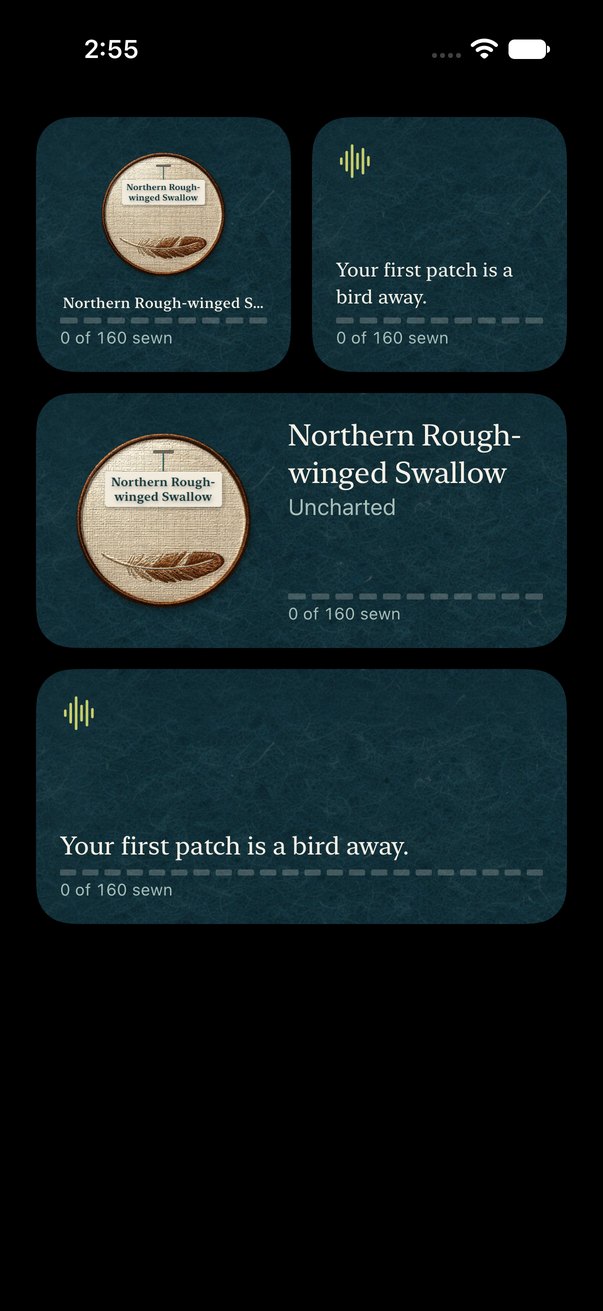 2:55
Northern Rough-
winged Swallow
Northern Rough-winged S...
0 of 160 sewn
Your first patch is a
bird away.
0 of 160 sewn
Northern Rough-
winged Swallow
Northern Rough-
winged Swallow
Uncharted
0 of 160 sewn
Your first patch is a bird away.
0 of 160 sewn